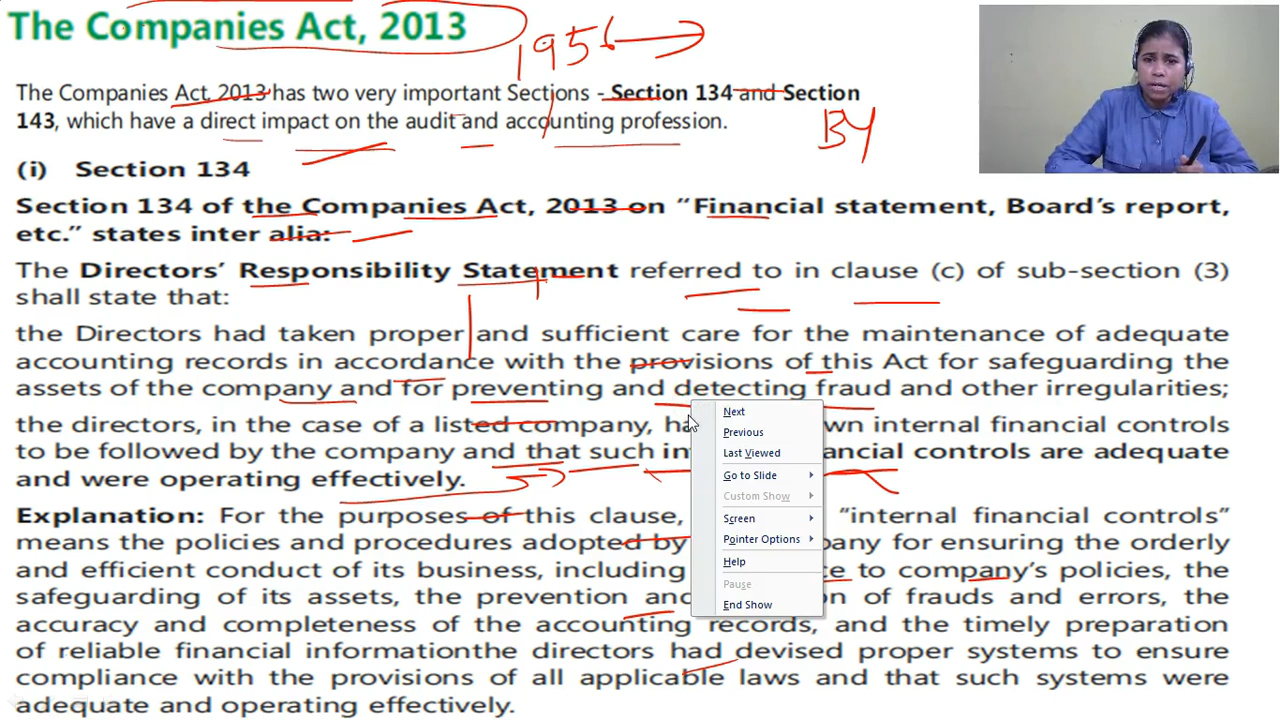 The Companies Act, 2013
1956
The Companies Act, 2013 has two very important Sections - Section 134 and Section
143, which have a direct impact on the audit and accounting profession.
BY
(i) Section 134
Section 134 of the Companies Act, 2013 on “Financial statement, Board’s report,
etc.” states inter alia:
The Directors’ Responsibility Statement referred to in clause (c) of sub-section (3)
shall state that:
the Directors had taken proper and sufficient care for the maintenance of adequate
accounting records in accordance with the provisions of this Act for safeguarding the
assets of the company and for preventing and detecting fraud and other irregularities;
the directors, in the case of a listed company, ha wn internal financial controls
to be followed by the company and that such in ancial controls are adequate
and were operating effectively.
Explanation: For the purposes of this clause, “internal financial controls”
means the policies and procedures adopted by pany for ensuring the orderly
and efficient conduct of its business, including ce to company’s policies, the
safeguarding of its assets, the prevention and on of frauds and errors, the
accuracy and completeness of the accounting records, and the timely preparation
of reliable financial informationthe directors had devised proper systems to ensure
compliance with the provisions of all applicable laws and that such systems were
adequate and operating effectively.
Next
Previous
Last Viewed
Go to Slide
Custom Show
Screen
Pointer Options
Help
Pause
End Show